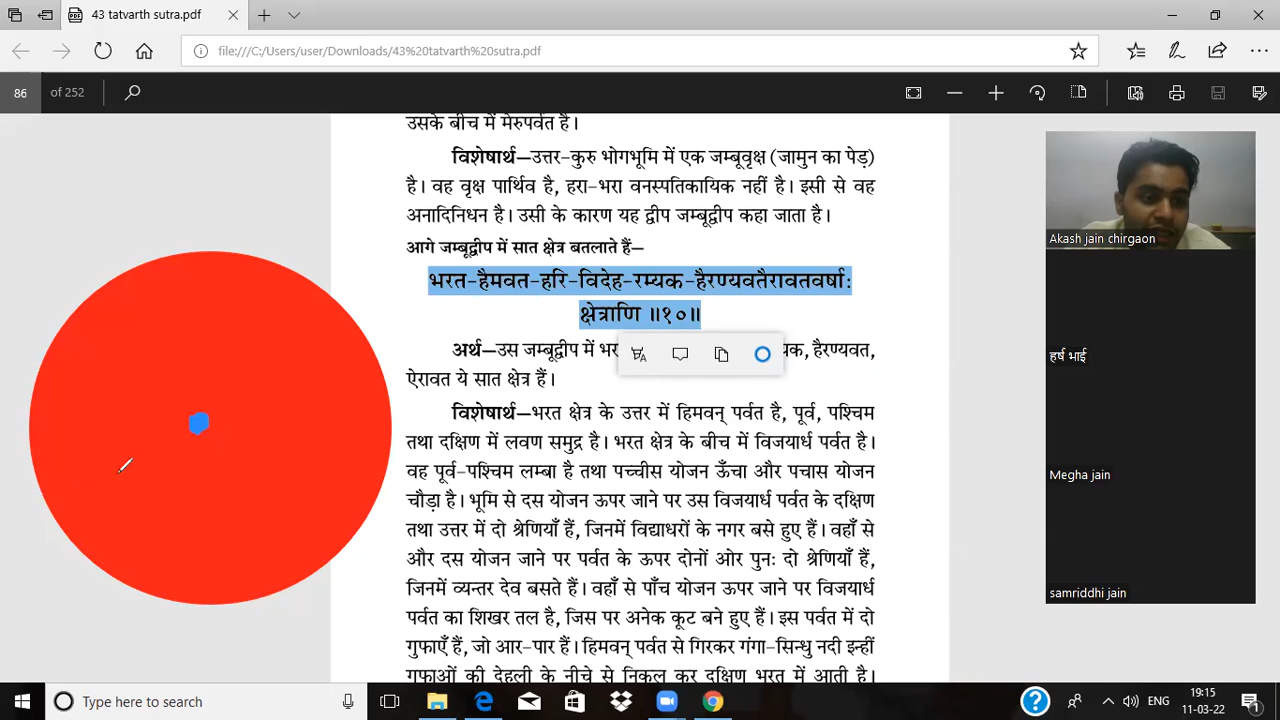 43 tatvarth sutra.pdf
file:///C:/Users/user/Downloads/43%20tatvarth%20sutra.pdf
86 of 252
उसके बीच में मेरुपर्वत है।
विशेषार्थ—उत्तर-कुरु भोगभूमि में एक जम्बूवृक्ष (जामुन का पेड़)
है। वह वृक्ष पार्थिव है, हरा-भरा वनस्पतिकायिक नहीं है। इसी से वह
अनादिनिधन है। उसी के कारण यह द्वीप जम्बूद्वीप कहा जाता है।
आगे जम्बूद्वीप में सात क्षेत्र बतलाते हैं—
भरत-हैमवत-हरि-विदेह-रम्यक-हैरण्यवतैरावतवर्षाः
क्षेत्राणि ॥१०॥
अर्थ—उस जम्बूद्वीप में भर यक, हैरण्यवत,
ऐरावत ये सात क्षेत्र हैं।
विशेषार्थ—भरत क्षेत्र के उत्तर में हिमवन् पर्वत है, पूर्व, पश्चिम
तथा दक्षिण में लवण समुद्र है। भरत क्षेत्र के बीच में विजयार्ध पर्वत है।
वह पूर्व-पश्चिम लम्बा है तथा पच्चीस योजन ऊँचा और पचास योजन
चौड़ा है। भूमि से दस योजन ऊपर जाने पर उस विजयार्ध पर्वत के दक्षिण
तथा उत्तर में दो श्रेणियाँ हैं, जिनमें विद्याधरों के नगर बसे हुए हैं। वहाँ से
और दस योजन जाने पर पर्वत के ऊपर दोनों ओर पुनः दो श्रेणियाँ हैं,
जिनमें व्यन्तर देव बसते हैं। वहाँ से पाँच योजन ऊपर जाने पर विजयार्ध
पर्वत का शिखर तल है, जिस पर अनेक कूट बने हुए हैं। इस पर्वत में दो
गुफाएँ हैं, जो आर-पार हैं। हिमवन् पर्वत से गिरकर गंगा-सिन्धु नदी इन्हीं
गुफाओं की देहली के नीचे से निकल कर दक्षिण भरत में आती है।
Akash jain chirgaon
हर्ष भाई
Megha jain
samriddhi jain
Type here to search
ENG
19:15
11-03-22
1